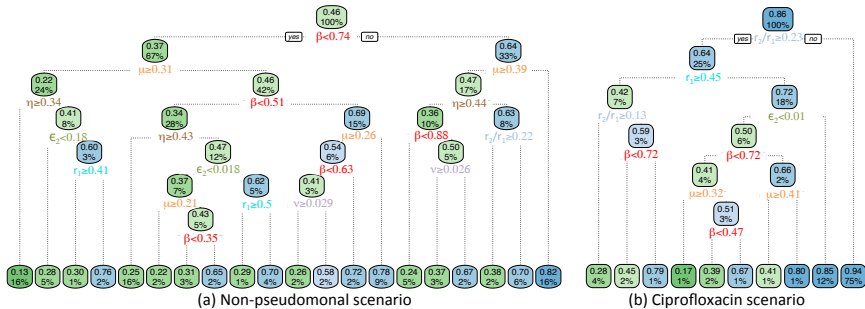 0.46
100%
yes β<0.74 no
0.37
67%
μ≥0.31
0.64
33%
μ≥0.39
0.22
24%
η≥0.34
0.46
42%
β<0.51
0.47
17%
η≥0.44
0.41
8%
ϵ₂<0.18
0.34
28%
η≥0.43
0.69
15%
μ≥0.26
0.36
10%
β<0.88
0.63
8%
r₂/r₁≥0.22
0.60
3%
r₁≥0.41
0.47
12%
ϵ₂<0.018
0.54
6%
β<0.63
0.50
5%
ν≥0.026
0.37
7%
μ≥0.21
0.62
5%
r₁≥0.5
0.41
3%
ν≥0.029
0.43
5%
β<0.35
0.13 0.28 0.30 0.76 0.25 0.22 0.31 0.65 0.29 0.70 0.26 0.58 0.72 0.78 0.24 0.37 0.67 0.38 0.70 0.82
16% 5% 1% 2% 16% 2% 3% 2% 1% 4% 2% 2% 2% 9% 5% 3% 2% 2% 6% 16%
(a) Non-pseudomonal scenario
0.86
100%
yes r₂/r₁≥0.23 no
0.64
25%
r₁≥0.45
0.42
7%
r₂/r₁≥0.13
0.72
18%
ϵ₂<0.01
0.59
3%
β<0.72
0.50
6%
β<0.72
0.41
4%
μ≥0.32
0.66
2%
μ≥0.41
0.51
3%
β<0.47
0.28 0.45 0.79 0.17 0.39 0.67 0.41 0.80 0.85 0.94
4% 2% 1% 1% 2% 1% 1% 1% 12% 75%
(b) Ciprofloxacin scenario